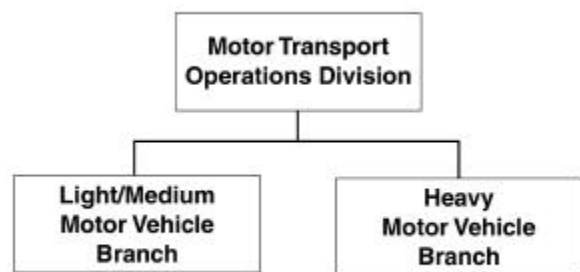 Motor Transport
Operations Division
Light/Medium
Motor Vehicle
Branch
Heavy
Motor Vehicle
Branch